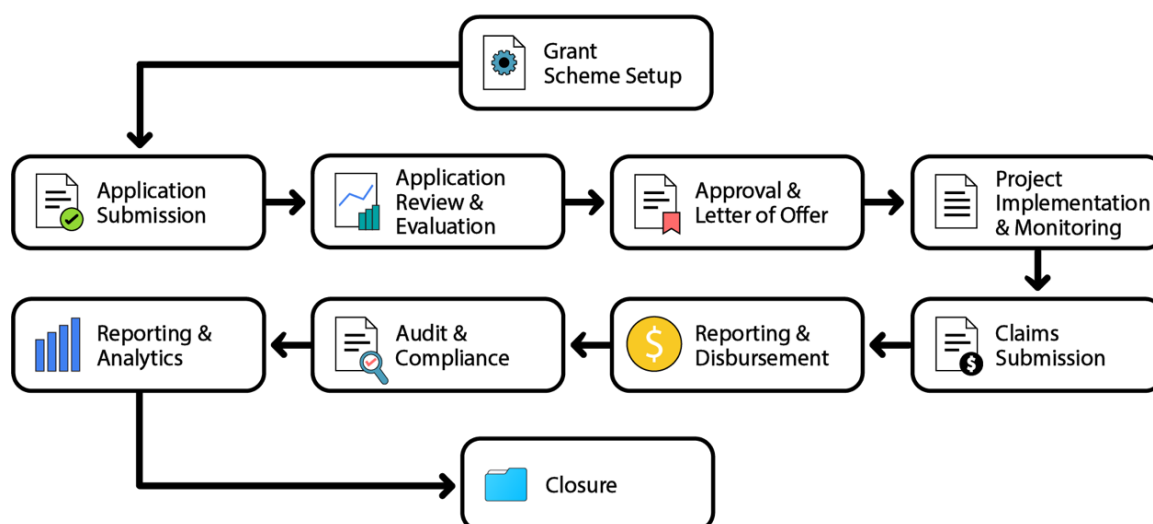 Grant
Scheme Setup
Application
Submission
Application
Review &
Evaluation
Approval &
Letter of Offer
Project
Implementation
& Monitoring
Reporting &
Analytics
Audit &
Compliance
$
Reporting &
Disbursement
$
Claims
Submission
Closure